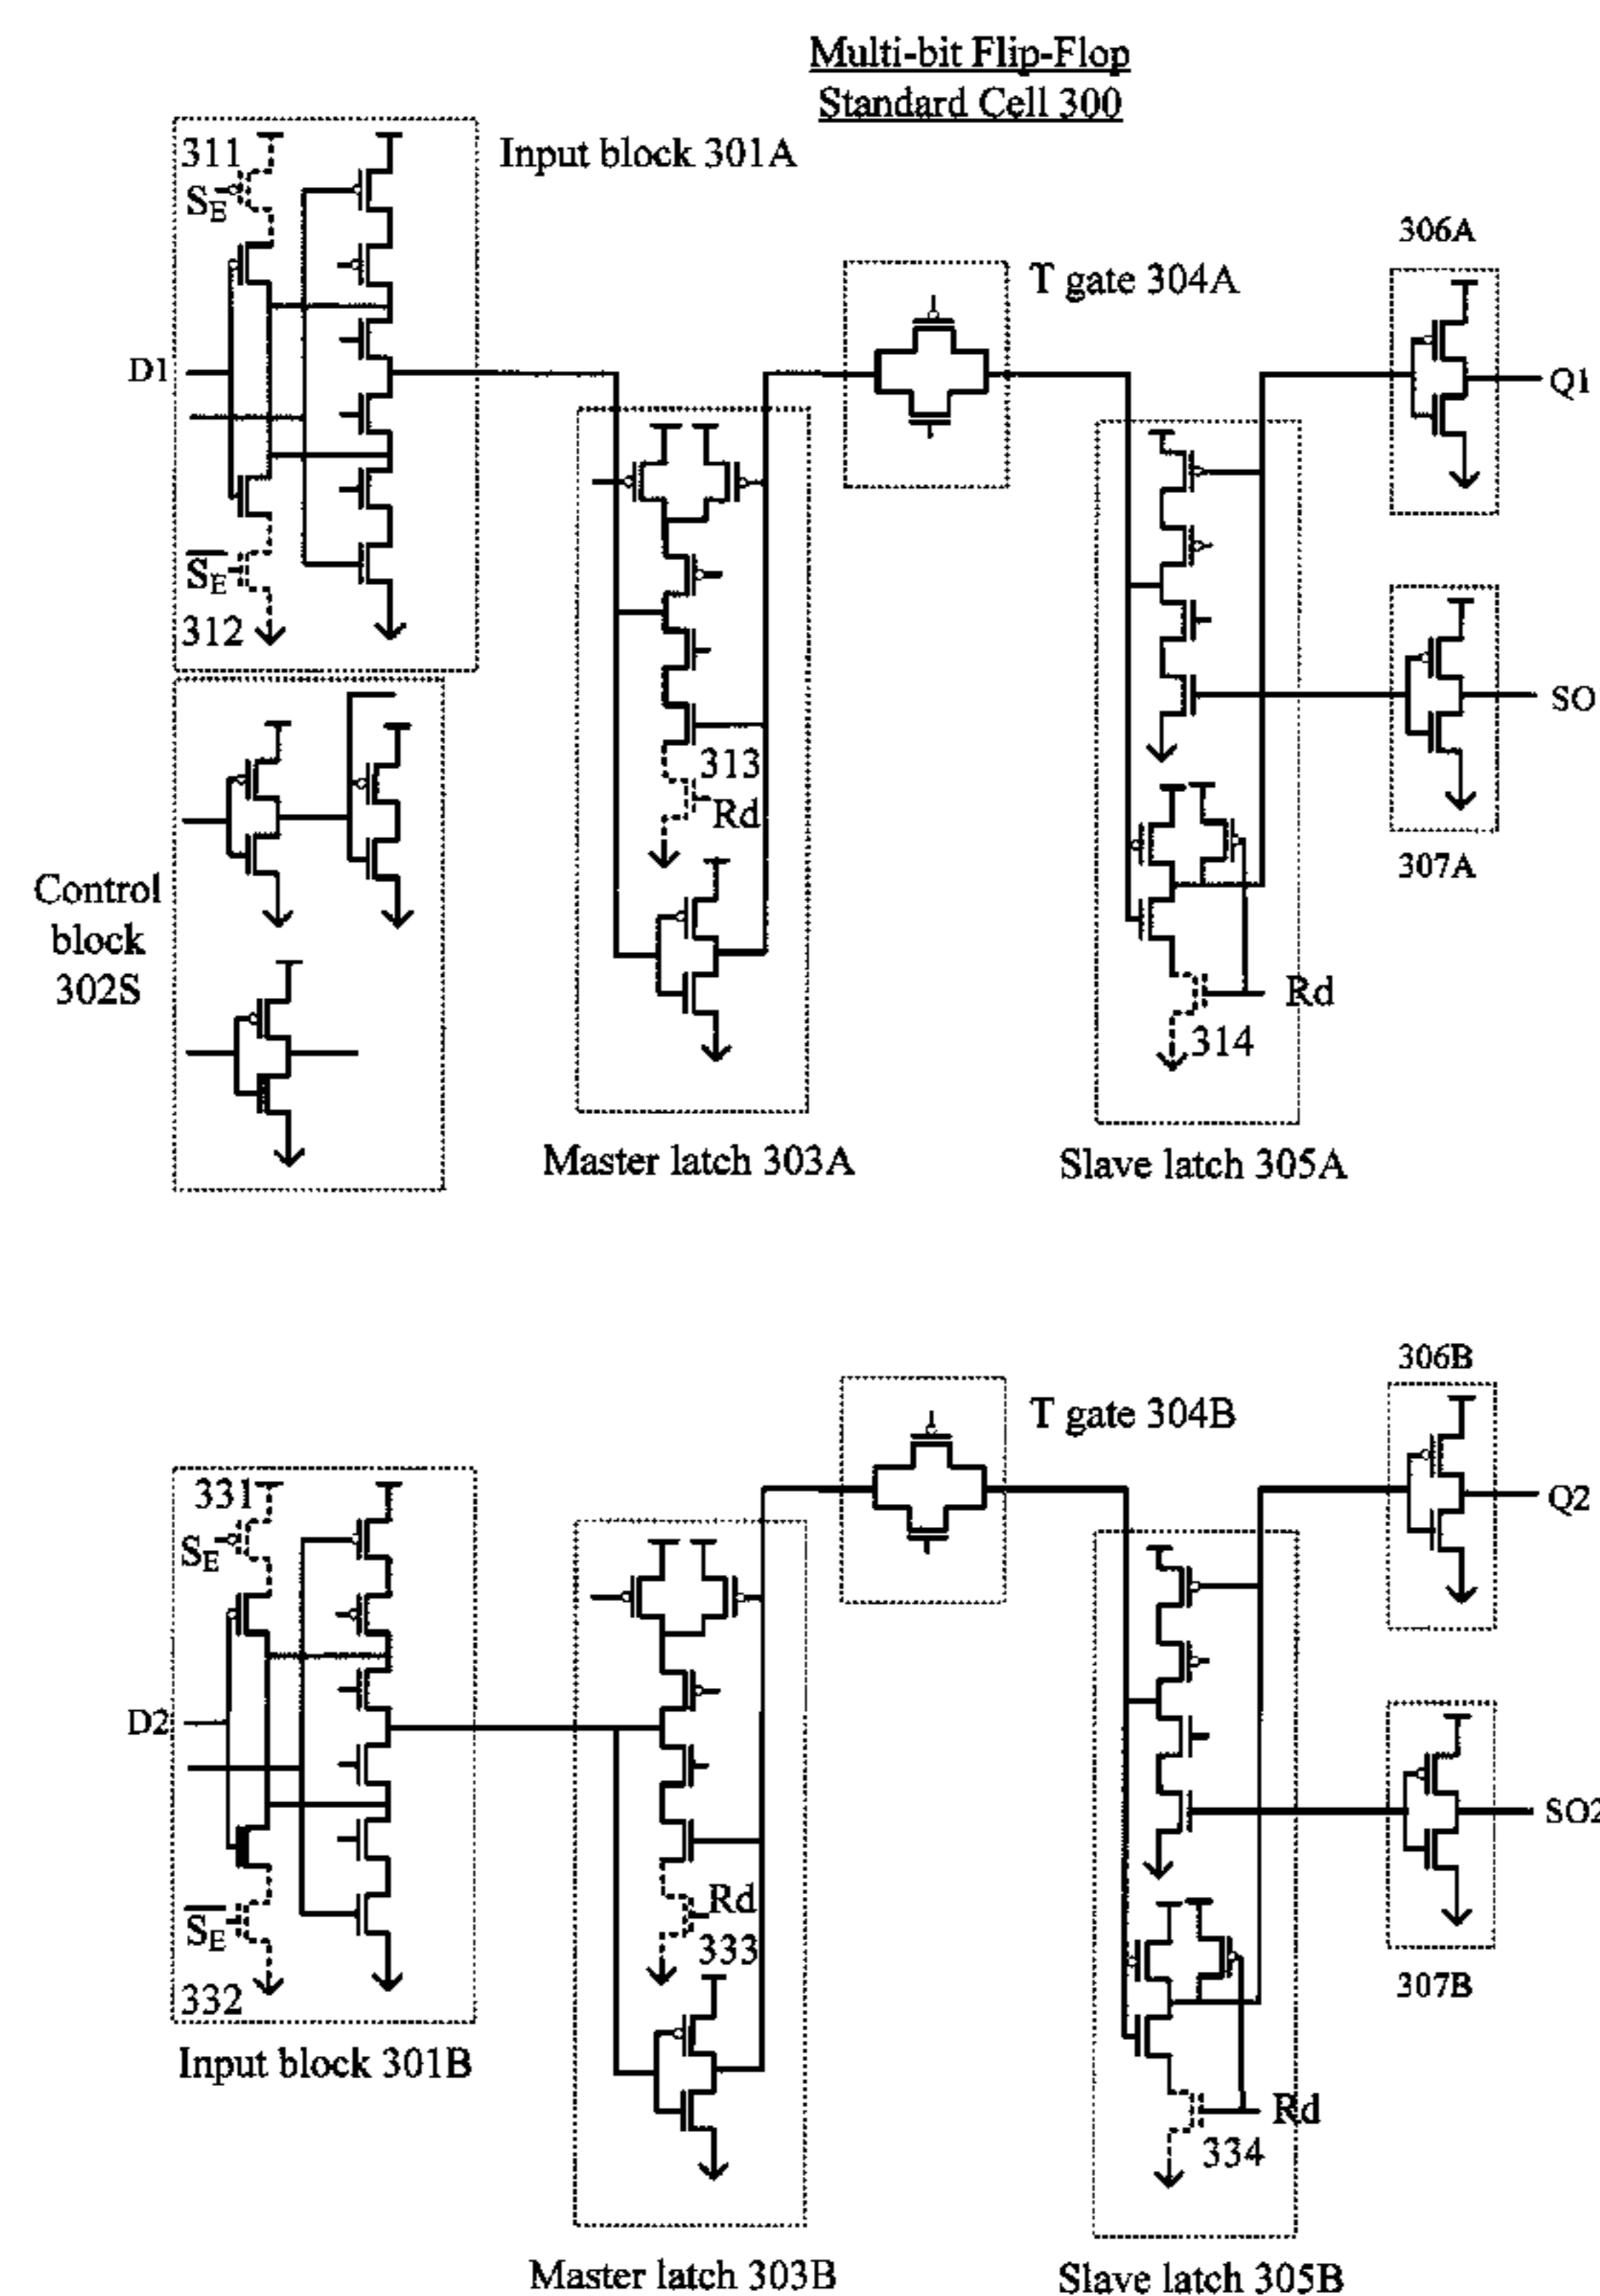 Multi-bit Flip-Flop
Standard Cell 300
311
SE
Input block 301A
D1
SE
312
T gate 304A
306A
Q1
SO
307A
313
Rd
Control
block
302S
Rd
314
Master latch 303A
Slave latch 305A
306B
T gate 304B
331
SE
Q2
D2
SO2
SE
332
Rd
333
307B
Input block 301B
Rd
334
Master latch 303B
Slave latch 305B